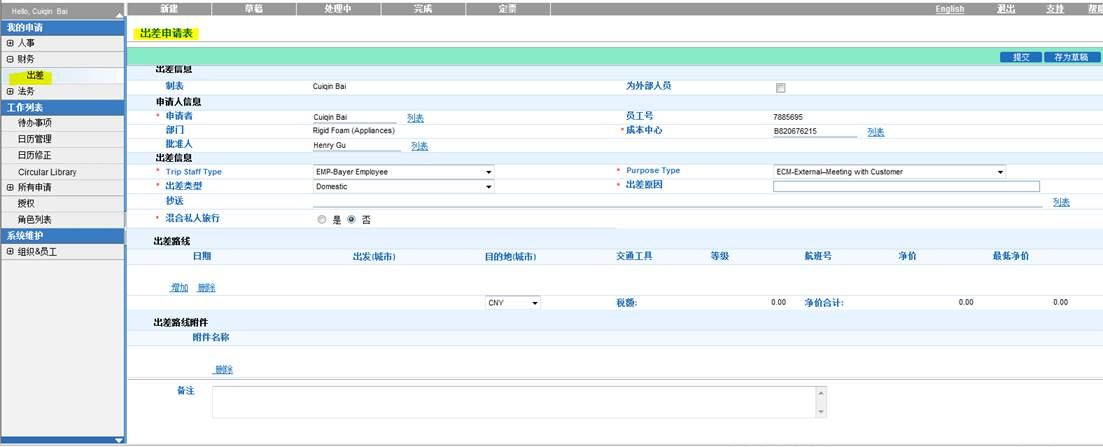 Hello, Cuiqin Bai
新建 草稿 处理中 完成 定票 English 退出 支持 帮助
我的申请
人事
财务
出差
法务
工作列表
待办事项
日历管理
日历修正
Circular Library
所有申请
授权
角色列表
系统维护
组织&员工
出差申请表
提交 存为草稿
出差信息
制表 Cuiqin Bai 为外部人员
申请人信息
* 申请者 Cuiqin Bai 列表 员工号 7885695
部门 Rigid Foam (Appliances) * 成本中心 B820676215 列表
批准人 Henry Gu 列表
出差信息
* Trip Staff Type EMP-Bayer Employee * Purpose Type ECM-External–Meeting with Customer
* 出差类型 Domestic * 出差原因
抄送 列表
* 混合私人旅行 是 否
出差路线
日期 出发(城市) 目的地(城市) 交通工具 等级 航班号 净价 最低净价
增加 删除
CNY 税额: 0.00 净价合计: 0.00 0.00
出差路线附件
附件名称
删除
备注